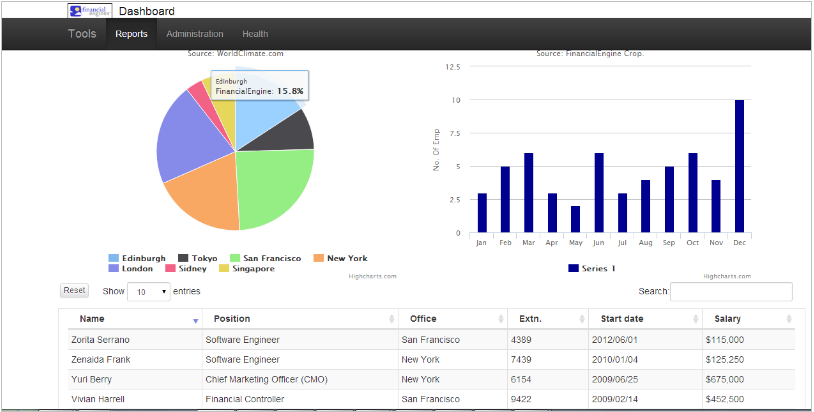 financial
engine Dashboard
Tools Reports Administration Health
Source: WorldClimate.com
Edinburgh
FinancialEngine: 15.8%
Edinburgh Tokyo San Francisco New York
London Sidney Singapore
Highcharts.com
Source: FinancialEngine Crop.
No. Of Emp
12.5
10
7.5
5
2.5
0
Jan Feb Mar Apr May Jun Jul Aug Sep Oct Nov Dec
Series 1
Highcharts.com
Reset Show 10 entries Search:
Name Position Office Extn. Start date Salary
Zorita Serrano Software Engineer San Francisco 4389 2012/06/01 $115,000
Zenaida Frank Software Engineer New York 7439 2010/01/04 $125,250
Yuri Berry Chief Marketing Officer (CMO) New York 6154 2009/06/25 $675,000
Vivian Harrell Financial Controller San Francisco 9422 2009/02/14 $452,500